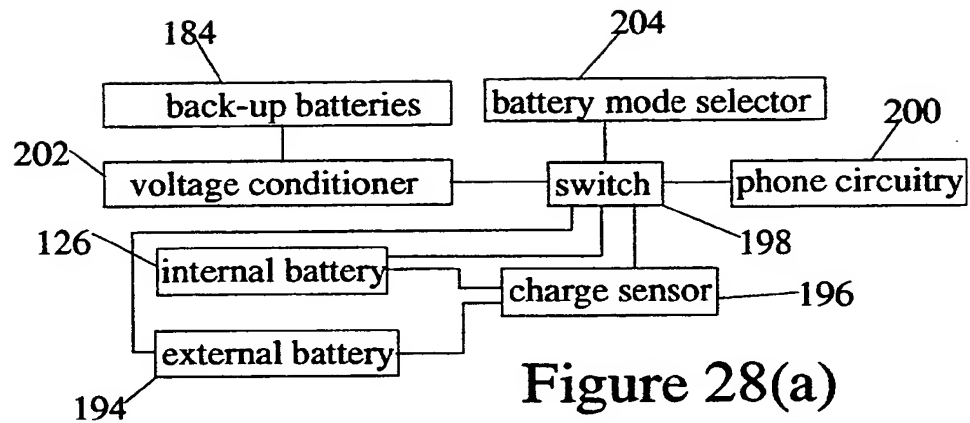 184
204
back-up batteries
battery mode selector
200
202
voltage conditioner
switch
phone circuitry
126
198
internal battery
charge sensor
196
external battery
194
Figure 28(a)